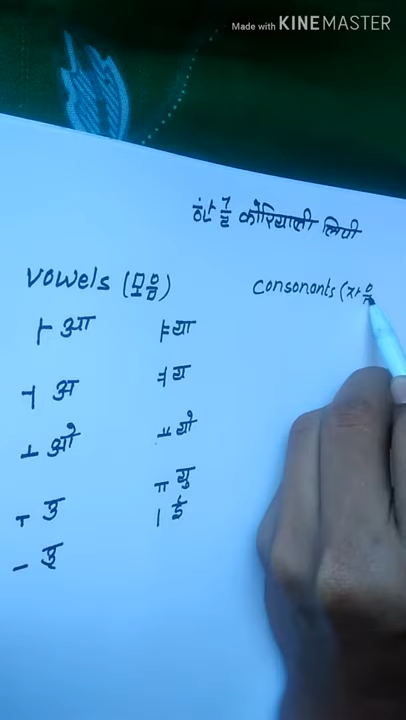 Made with KINEMASTER
한글 कोरियाली लिपी
Vowels (모음)
Consonants (자음
ㅏ आ
ㅑ या
ㅓ अ
ㅕ य
ㅗ ओ
ㅛ यो
ㅜ उ
ㅠ यु
ㅡ उ
ㅣ ई